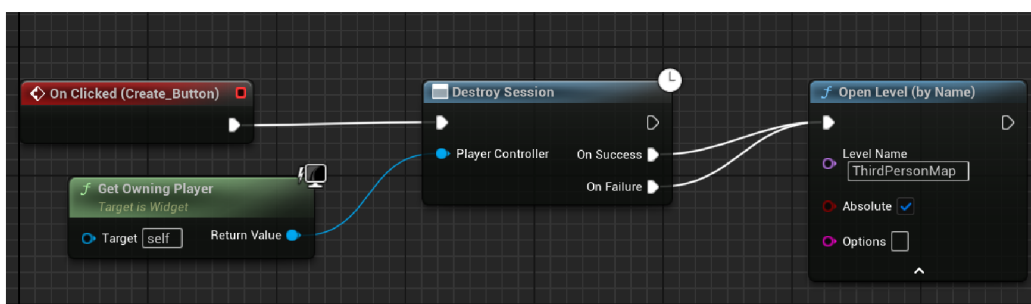 On Clicked (Create_Button)
Destroy Session
Player Controller
On Success
On Failure
f Open Level (by Name)
Level Name
ThirdPersonMap
Absolute
Options
f Get Owning Player
Target is Widget
Target self
Return Value